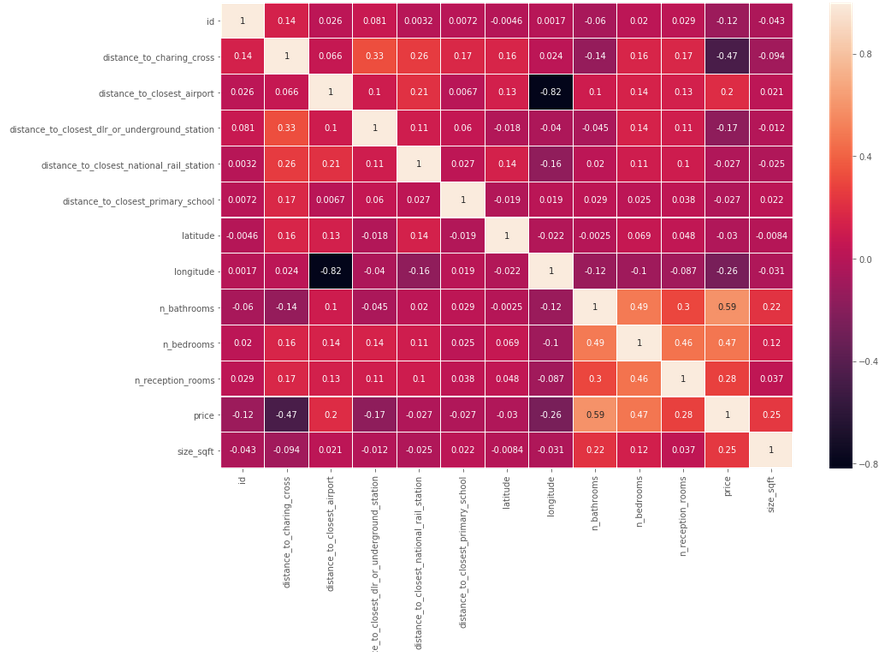 id 1 0.14 0.026 0.081 0.0032 0.0072 -0.0046 0.0017 -0.06 0.02 0.029 -0.12 -0.043
distance_to_charing_cross 0.14 1 0.066 0.33 0.26 0.17 0.16 0.024 -0.14 0.16 0.17 -0.47 -0.094
distance_to_closest_airport 0.026 0.066 1 0.1 0.21 0.0067 0.13 -0.82 0.1 0.14 0.13 0.2 0.021
distance_to_closest_dlr_or_underground_station 0.081 0.33 0.1 1 0.11 0.06 -0.018 -0.04 -0.045 0.14 0.11 -0.17 -0.012
distance_to_closest_national_rail_station 0.0032 0.26 0.21 0.11 1 0.027 0.14 -0.16 0.02 0.11 0.1 -0.027 -0.025
distance_to_closest_primary_school 0.0072 0.17 0.0067 0.06 0.027 1 -0.019 0.019 0.029 0.025 0.038 -0.027 0.022
latitude -0.0046 0.16 0.13 -0.018 0.14 -0.019 1 -0.022 -0.0025 0.069 0.048 -0.03 -0.0084
longitude 0.0017 0.024 -0.82 -0.04 -0.16 0.019 -0.022 1 -0.12 -0.1 -0.087 -0.26 -0.031
n_bathrooms -0.06 -0.14 0.1 -0.045 0.02 0.029 -0.0025 -0.12 1 0.49 0.3 0.59 0.22
n_bedrooms 0.02 0.16 0.14 0.14 0.11 0.025 0.069 -0.1 0.49 1 0.46 0.47 0.12
n_reception_rooms 0.029 0.17 0.13 0.11 0.1 0.038 0.048 -0.087 0.3 0.46 1 0.28 0.037
price -0.12 -0.47 0.2 -0.17 -0.027 -0.027 -0.03 -0.26 0.59 0.47 0.28 1 0.25
size_sqft -0.043 -0.094 0.021 -0.012 -0.025 0.022 -0.0084 -0.031 0.22 0.12 0.037 0.25 1
id
distance_to_charing_cross
distance_to_closest_airport
ce_to_closest_dlr_or_underground_station
distance_to_closest_national_rail_station
distance_to_closest_primary_school
latitude
longitude
n_bathrooms
n_bedrooms
n_reception_rooms
price
size_sqft
0.8
0.4
0.0
−0.4
−0.8